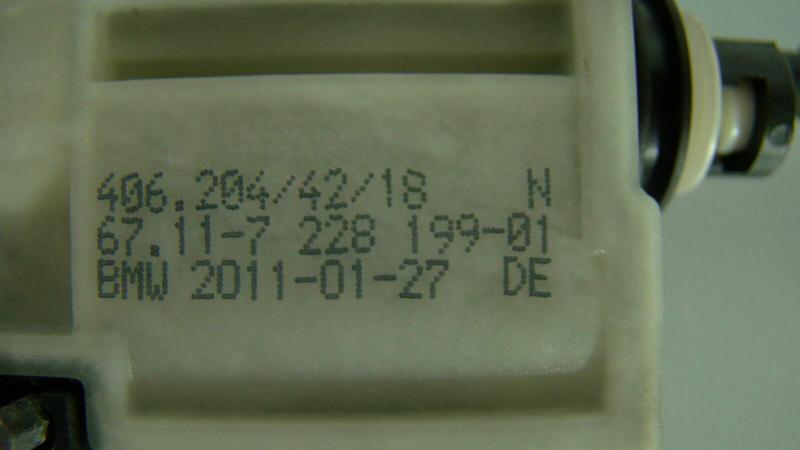 406.204/42/18 N
67.11-7 228 199-01
BMW 2011-01-27 DE